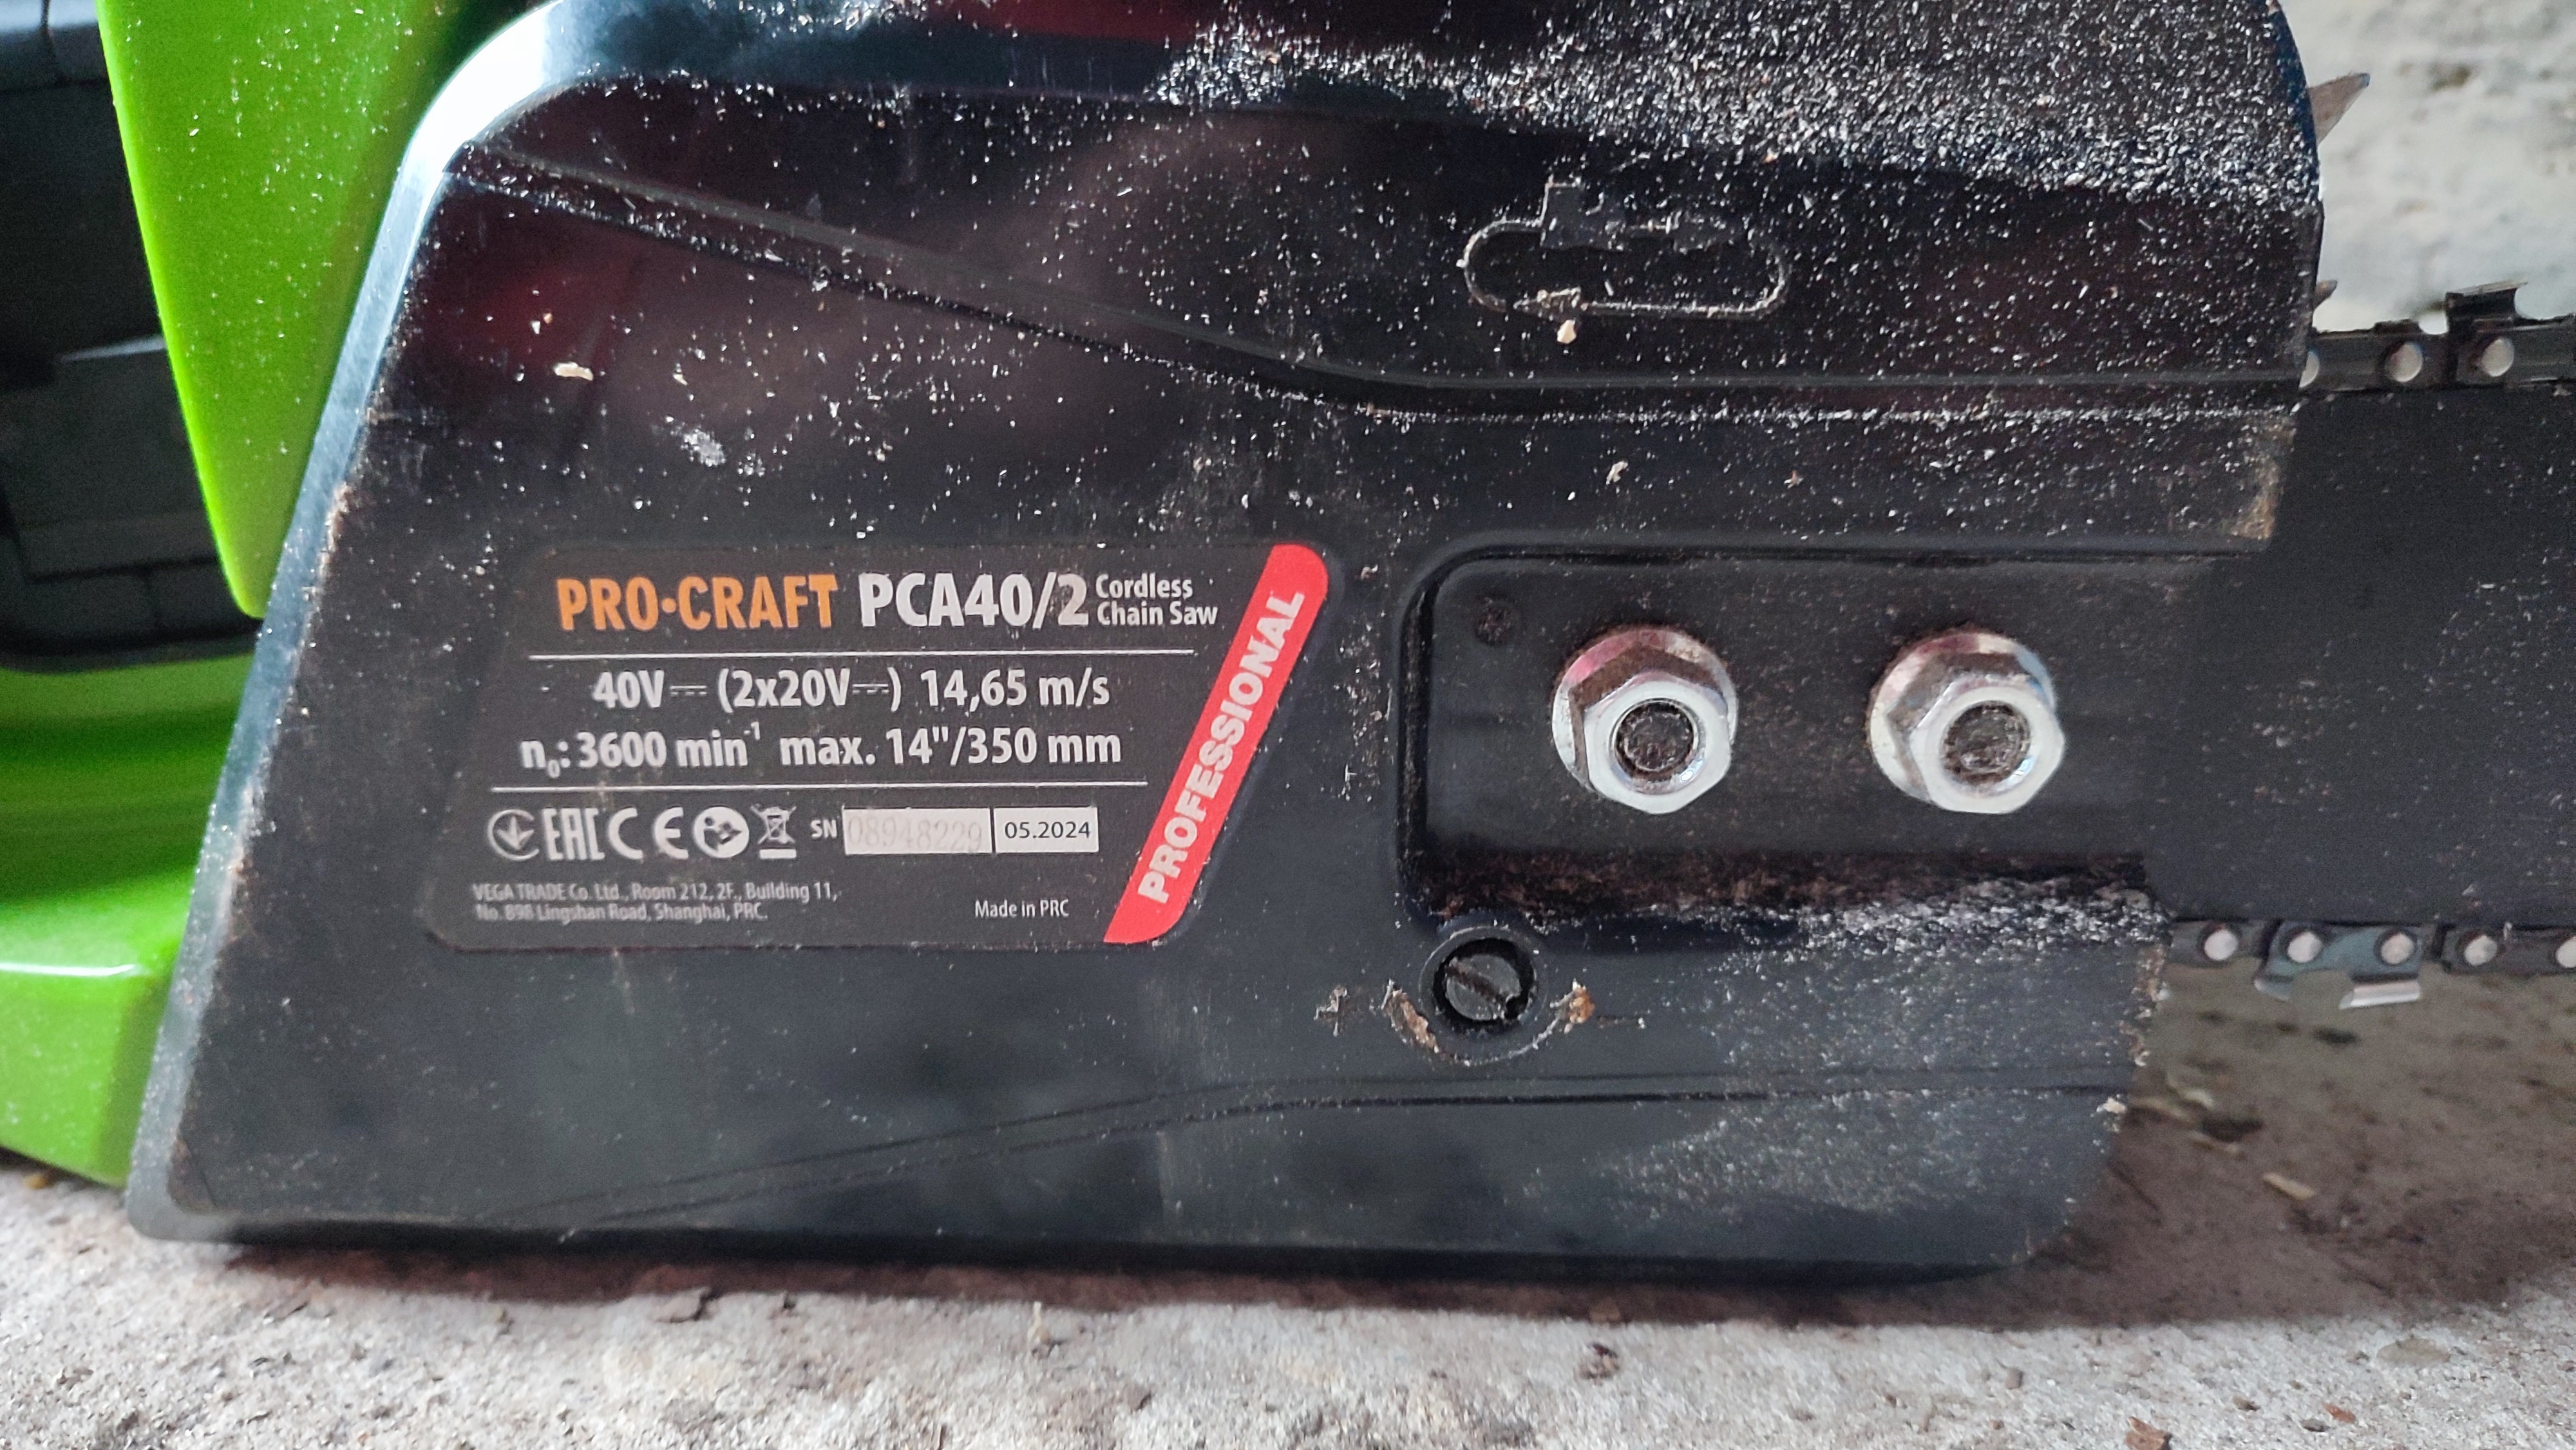 PRO·CRAFT PCA40/2 Cordless Chain Saw
40V⎓ (2x20V⎓) 14,65 m/s
n₀: 3600 min⁻¹ max. 14"/350 mm
EAC CE SN 08948229 05.2024
VEGA TRADE Co. Ltd., Room 212, 2F., Building 11,
No. 898 Lingshan Road, Shanghai, PRC.
Made in PRC
PROFESSIONAL
+ -